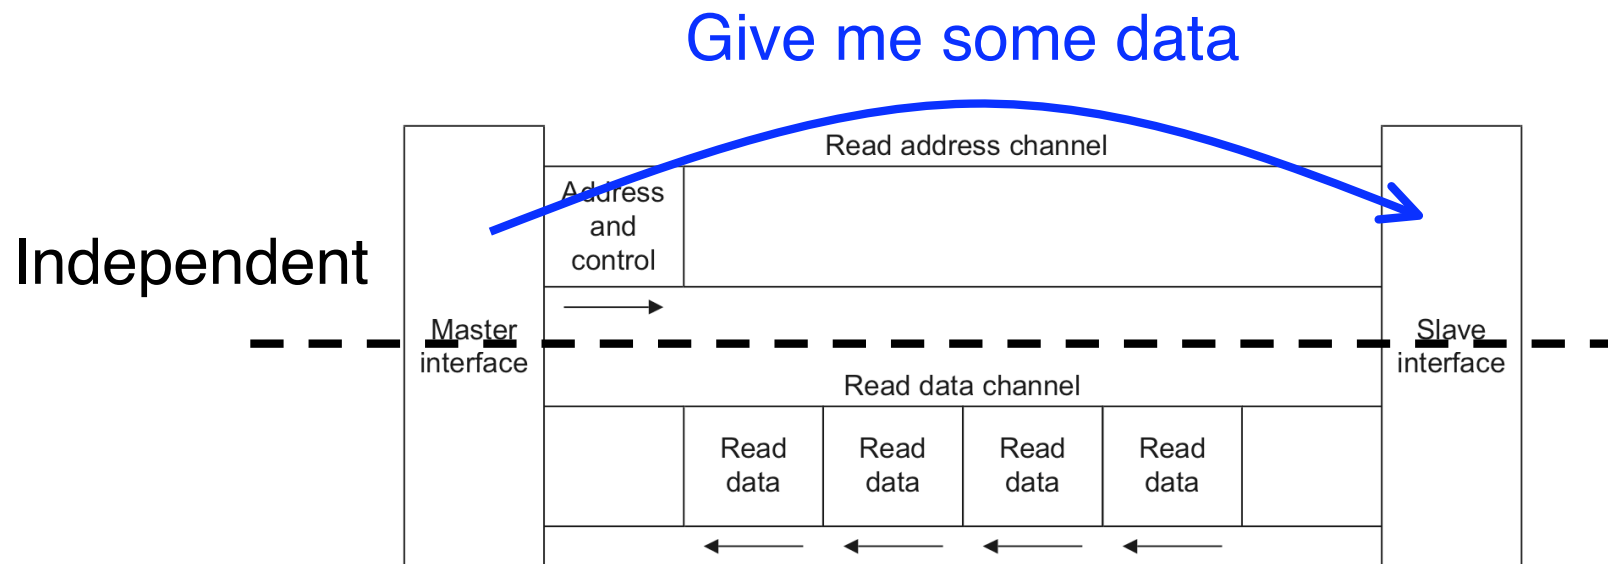 Give me some data
Read address channel
Address
and
control
Independent
Master
interface
Slave
interface
Read data channel
Read
data
Read
data
Read
data
Read
data